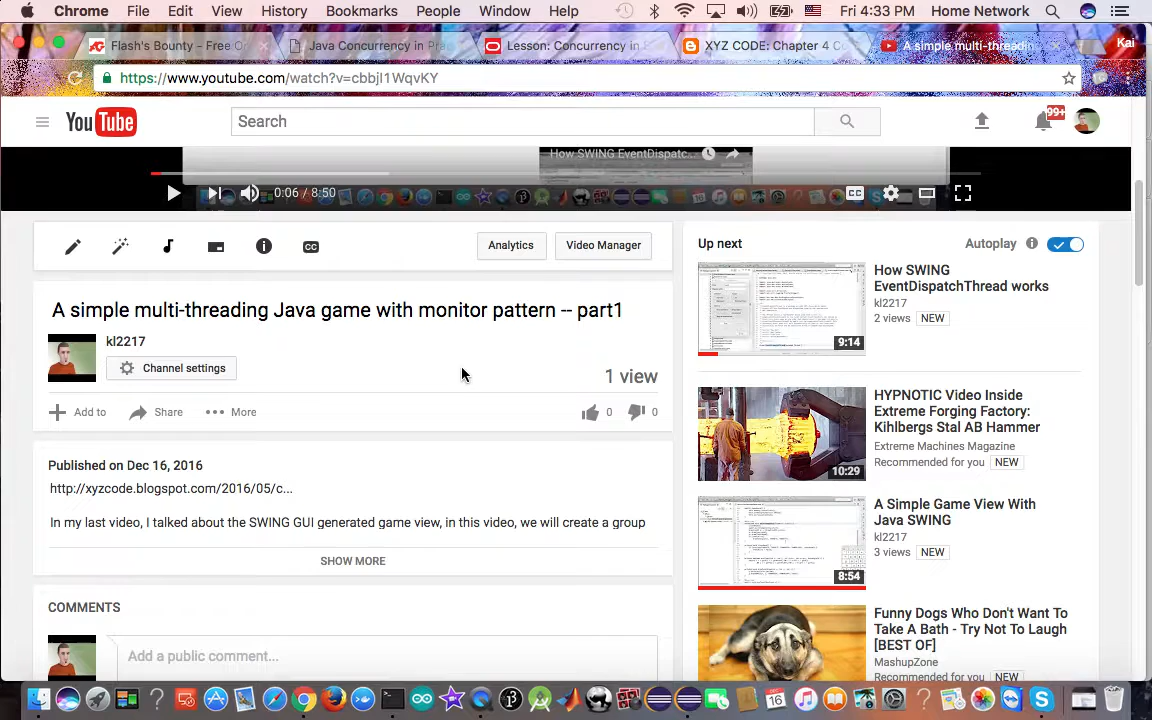 Chrome File Edit View History Bookmarks People Window Help Fri 4:33 PM Home Network
Flash's Bounty - Free O
Java Concurrency in Pra
Lesson: Concurrency in
XYZ CODE: Chapter 4 Co
A simple multi-threadin
Kai
https://www.youtube.com/watch?v=cbbjI1WqvKY
YouTube
Search
99+
How SWING EventDispatc...
0:06 / 8:50
CC
CC
Analytics
Video Manager
A simple multi-threading Java game with monitor pattern -- part1
kl2217
Channel settings
1 view
Add to
Share
More
0
0
Published on Dec 16, 2016
http://xyzcode.blogspot.com/2016/05/c...
In my last video, I talked about the SWING GUI generated game view, in this video, we will create a group
SHOW MORE
COMMENTS
Add a public comment...
Up next
Autoplay
How SWING
EventDispatchThread works
kl2217
2 views NEW
9:14
HYPNOTIC Video Inside
Extreme Forging Factory:
Kihlbergs Stal AB Hammer
Extreme Machines Magazine
Recommended for you NEW
10:29
A Simple Game View With
Java SWING
kl2217
3 views NEW
8:54
Funny Dogs Who Don't Want To
Take A Bath - Try Not To Laugh
[BEST OF]
MashupZone
Recommended for you NEW